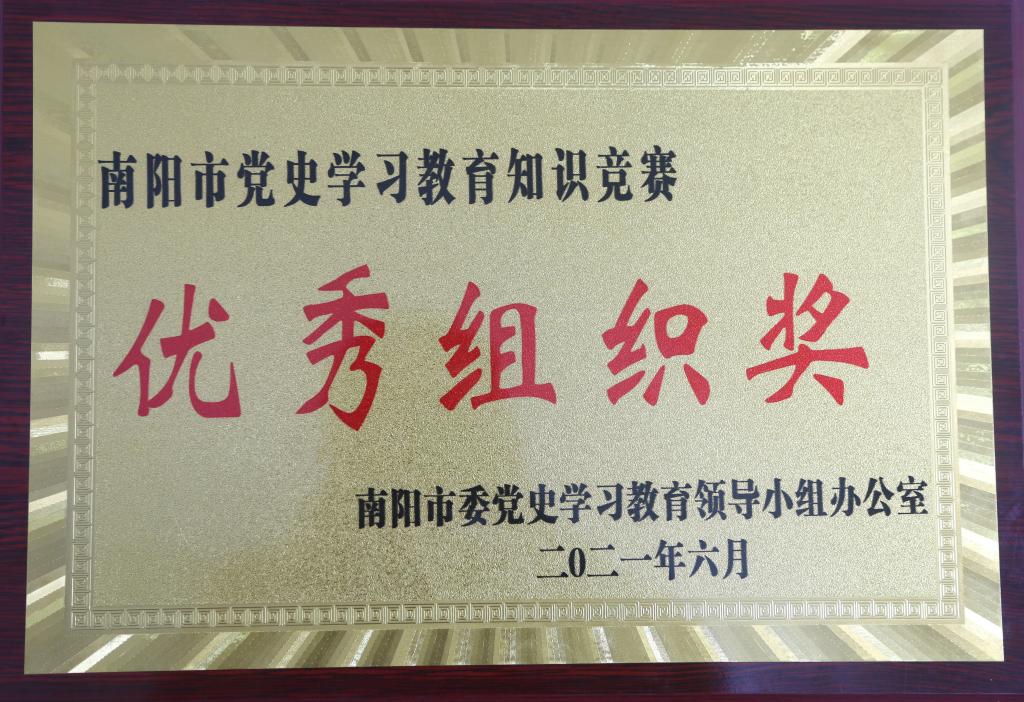 南阳市党史学习教育知识竞赛
优秀组织奖
南阳市委党史学习教育领导小组办公室
二0二一年六月